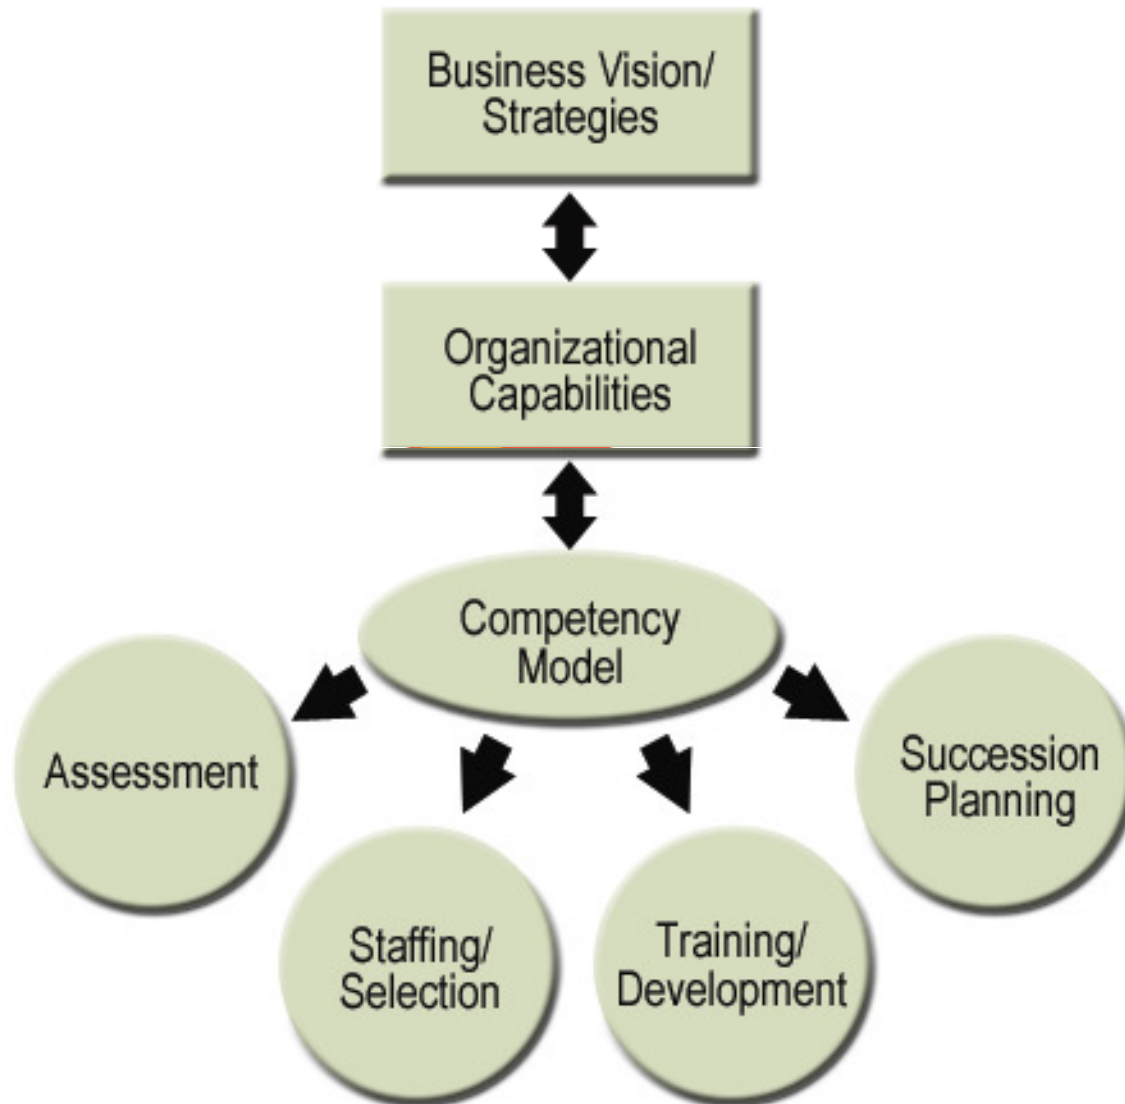 Business Vision/
Strategies
Organizational
Capabilities
Competency
Model
Assessment
Succession
Planning
Staffing/
Selection
Training/
Development